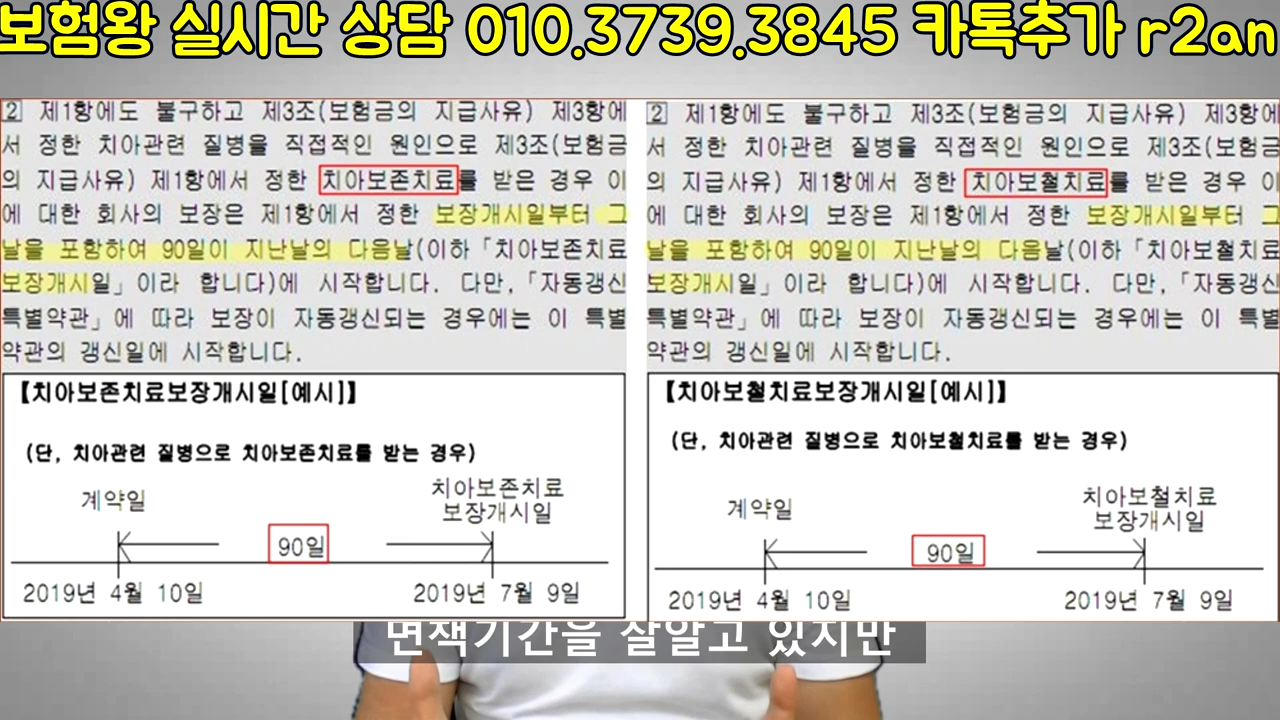 보험왕 실시간 상담 010.3739.3845 카톡추가 r2an
② 제1항에도 불구하고 제3조(보험금의 지급사유) 제3항에
서 정한 치아관련 질병을 직접적인 원인으로 제3조(보험금
의 지급사유) 제1항에서 정한 치아보존치료를 받은 경우 이
에 대한 회사의 보장은 제1항에서 정한 보장개시일부터 그
날을 포함하여 90일이 지난날의 다음날(이하「치아보존치료
보장개시일」이라 합니다)에 시작합니다. 다만,「자동갱신
특별약관」에 따라 보장이 자동갱신되는 경우에는 이 특별
약관의 갱신일에 시작합니다.
【치아보존치료보장개시일[예시]】
(단, 치아관련 질병으로 치아보존치료를 받는 경우)
계약일
치아보존치료
보장개시일
90일
2019년 4월 10일
2019년 7월 9일
② 제1항에도 불구하고 제3조(보험금의 지급사유) 제3항에
서 정한 치아관련 질병을 직접적인 원인으로 제3조(보험금
의 지급사유) 제1항에서 정한 치아보철치료를 받은 경우 이
에 대한 회사의 보장은 제1항에서 정한 보장개시일부터 그
날을 포함하여 90일이 지난날의 다음날(이하「치아보철치료
보장개시일」이라 합니다)에 시작합니다. 다만,「자동갱신
특별약관」에 따라 보장이 자동갱신되는 경우에는 이 특별
약관의 갱신일에 시작합니다.
【치아보철치료보장개시일[예시]】
(단, 치아관련 질병으로 치아보철치료를 받는 경우)
계약일
치아보철치료
보장개시일
90일
2019년 4월 10일
2019년 7월 9일
면책기간을 잘알고 있지만